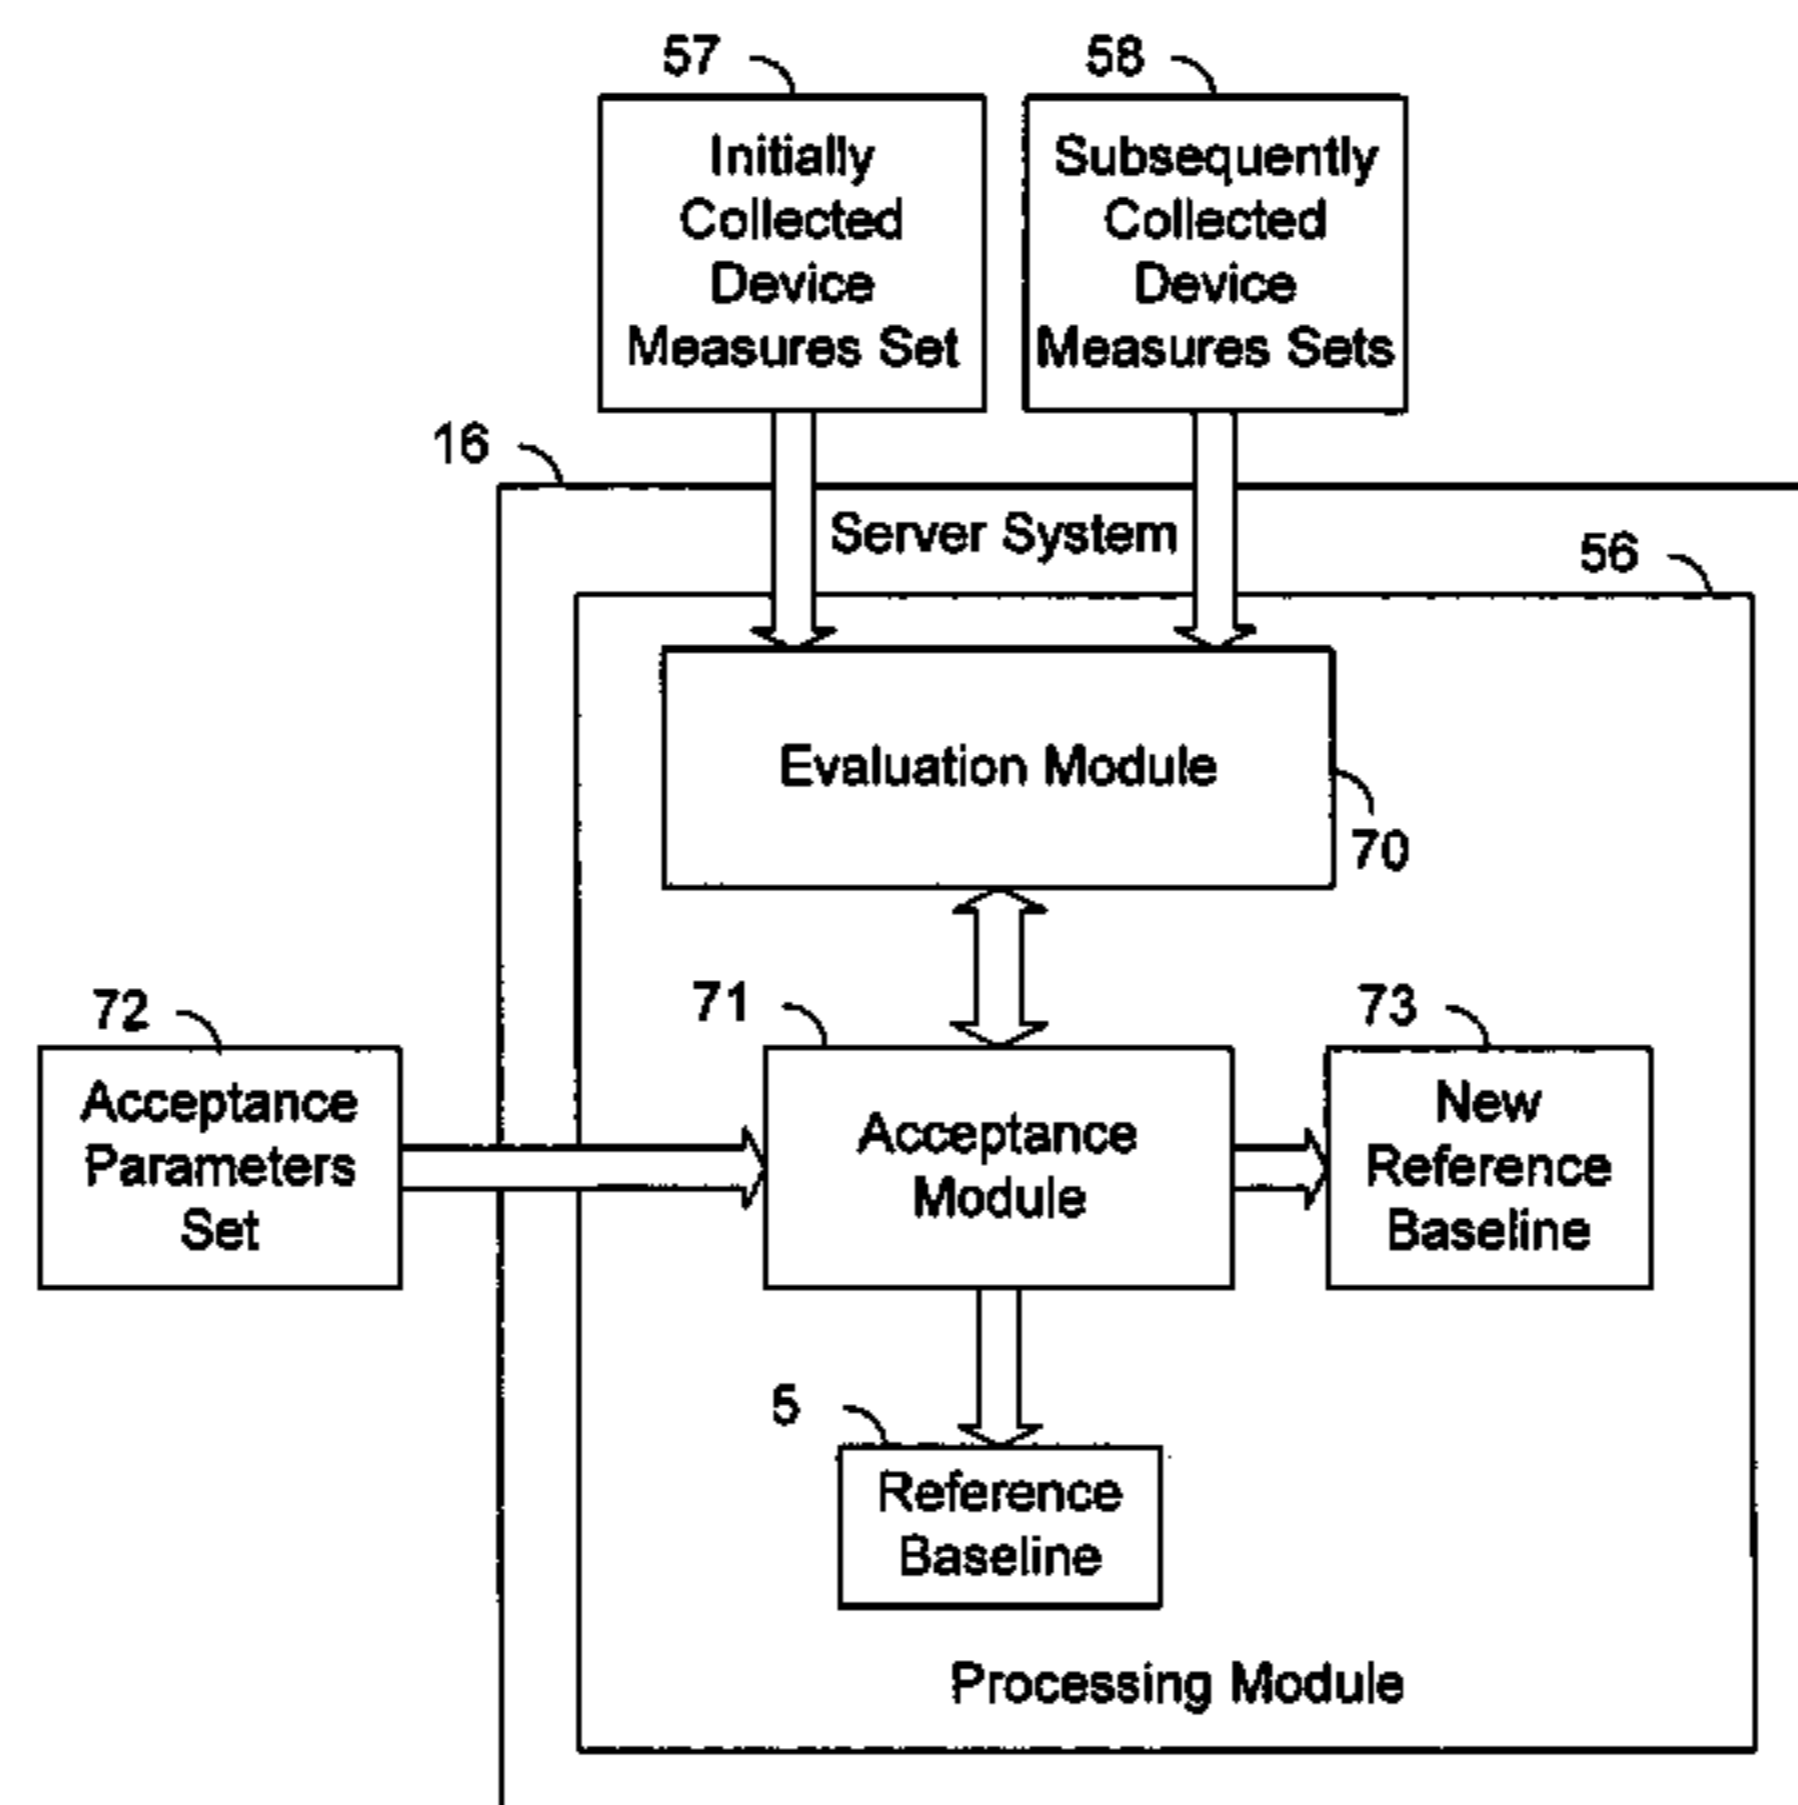 57
58
Initially
Collected
Device
Measures Set
Subsequently
Collected
Device
Measures Sets
16
Server System
56
Evaluation Module
70
72
71
73
Acceptance
Parameters
Set
Acceptance
Module
New
Reference
Baseline
5
Reference
Baseline
Processing Module